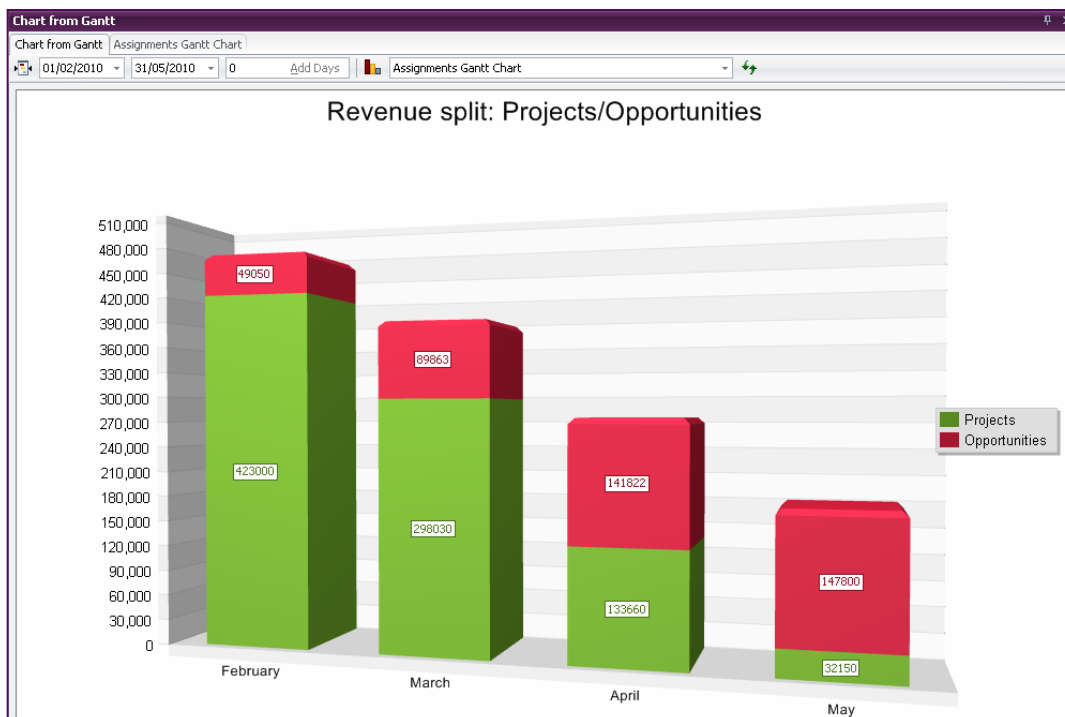 Chart from Gantt
Chart from Gantt Assignments Gantt Chart
01/02/2010 31/05/2010 0 Add Days Assignments Gantt Chart
Revenue split: Projects/Opportunities
510,000
480,000
450,000
420,000
390,000
360,000
330,000
300,000
270,000
240,000
210,000
180,000
150,000
120,000
90,000
60,000
30,000
0
49050
423000
89863
298030
141822
133660
147800
32150
February
March
April
May
Projects
Opportunities